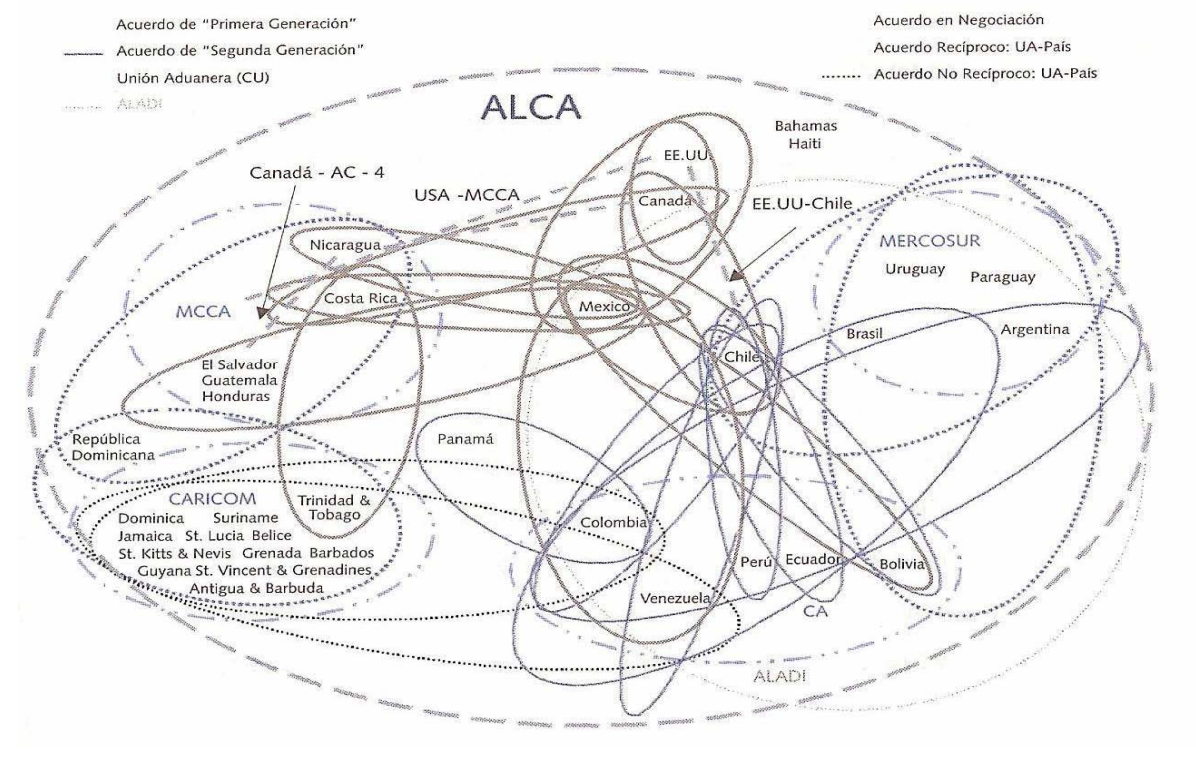 Acuerdo de “Primera Generación”
Acuerdo de “Segunda Generación”
Unión Aduanera (CU)
ALADI
Acuerdo en Negociación
Acuerdo Recíproco: UA-País
Acuerdo No Recíproco: UA-País
ALCA
Bahamas
Haiti
EE.UU.
Canadá - AC - 4
USA -MCCA
Canadá
EE.UU-Chile
Nicaragua
MERCOSUR
Uruguay
Paraguay
Costa Rica
MCCA
Mexico
Brasil
Argentina
Chile
El Salvador
Guatemala
Honduras
República
Dominicana
Panamá
CARICOM
Trinidad &
Tobago
Dominica Suriname
Jamaica St. Lucia Belice
St. Kitts & Nevis Grenada Barbados
Guyana St. Vincent & Grenadines
Antigua & Barbuda
Colombia
Perú
Ecuador
Bolivia
Venezuela
CA
ALADI